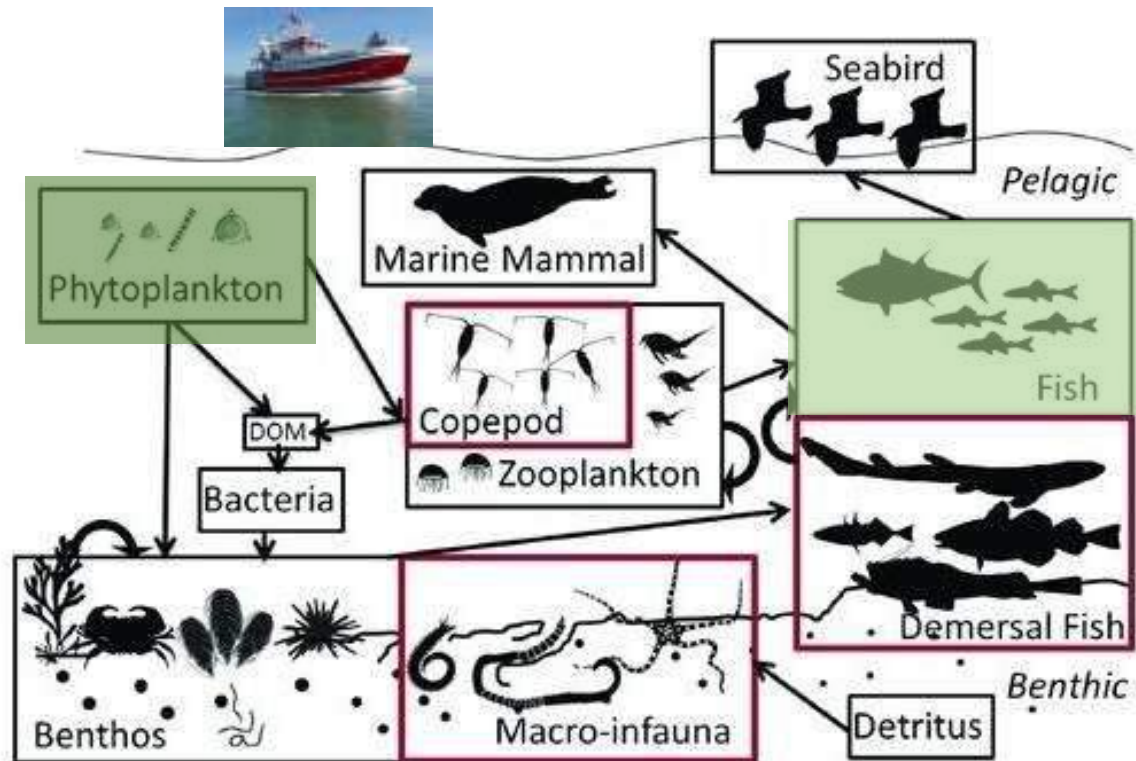 Seabird
Pelagic
Phytoplankton
Marine Mammal
Fish
Copepod
Zooplankton
DOM
Bacteria
Demersal Fish
Benthos
Macro-infauna
Benthic
Detritus